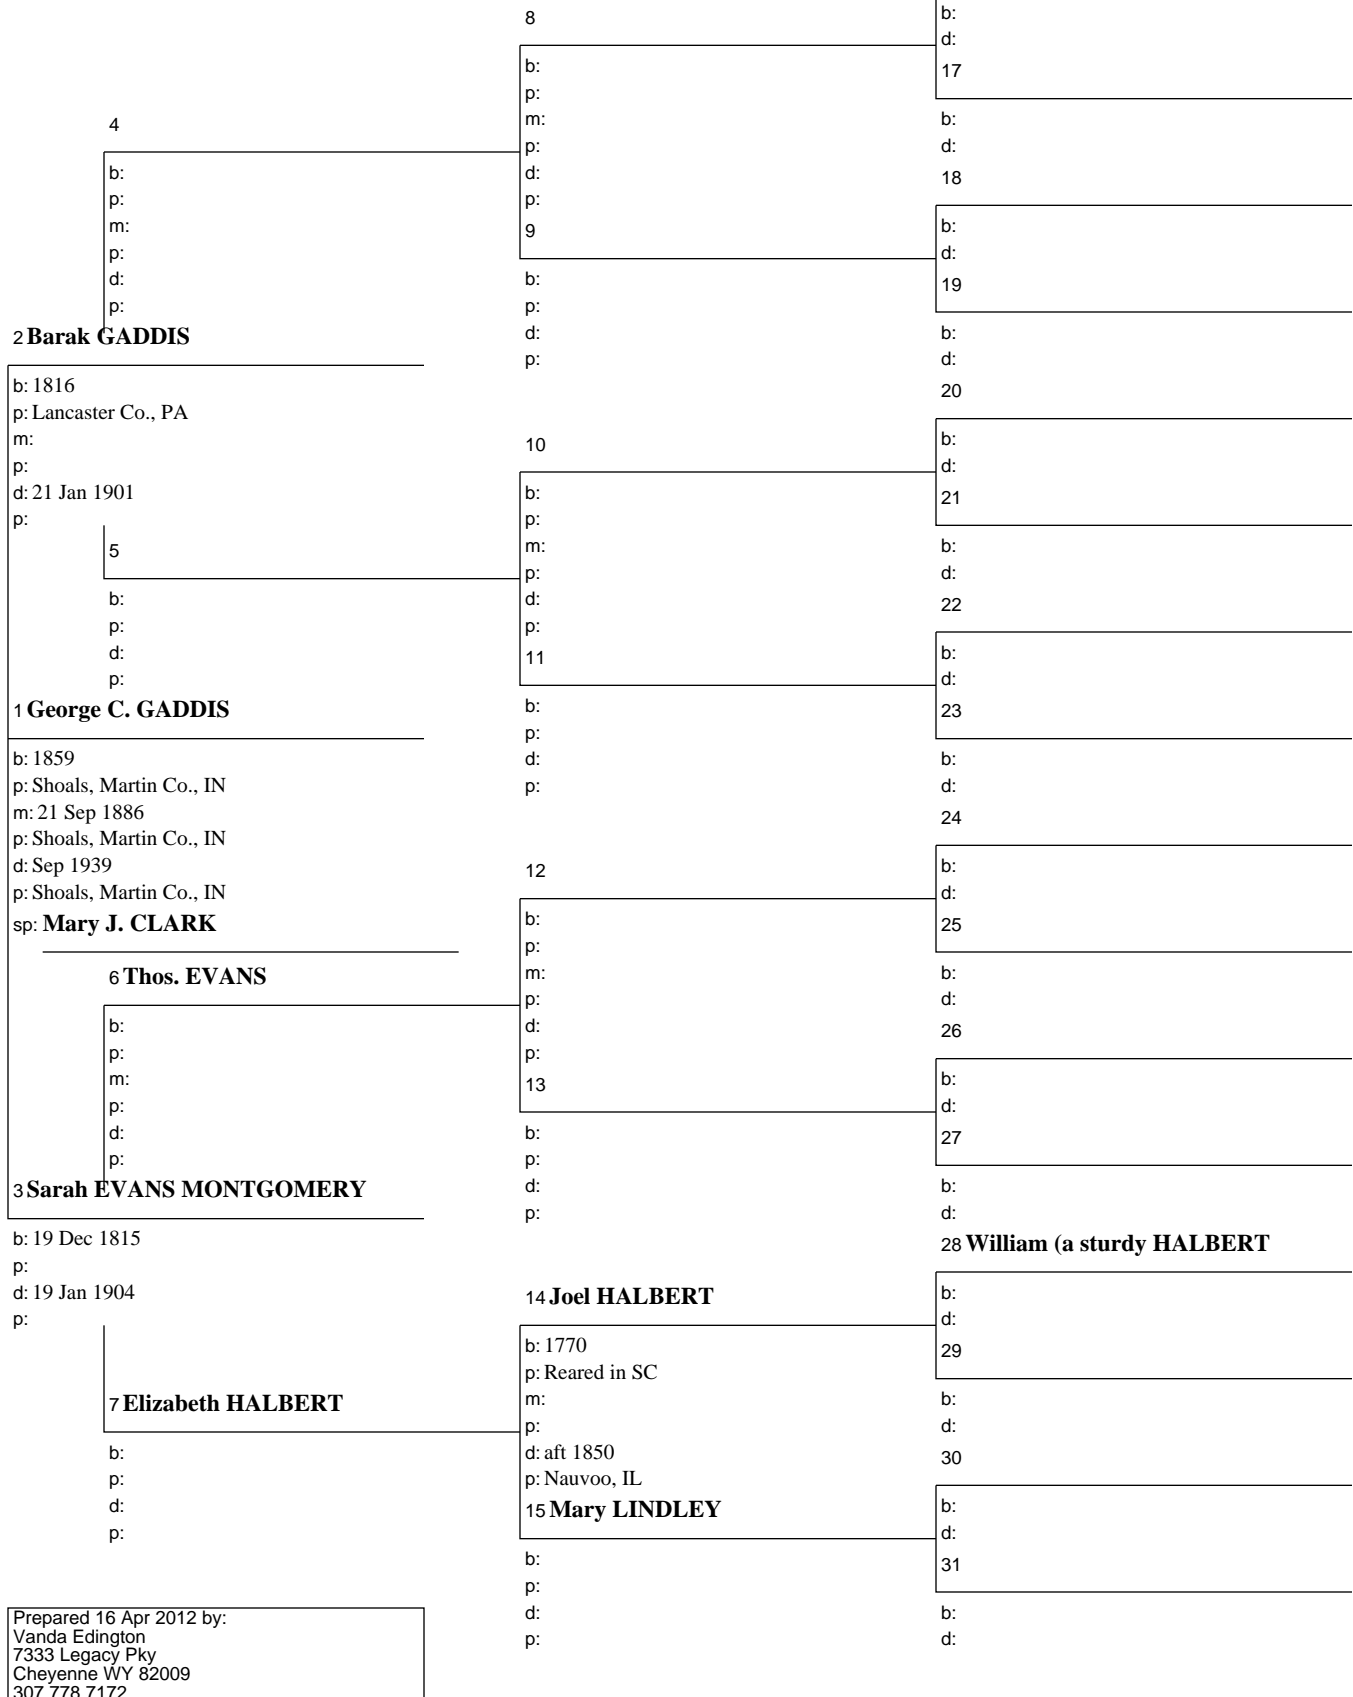 4
b:
p:
m:
p:
d:
p:
2 Barak GADDIS
b: 1816
p: Lancaster Co., PA
m:
p:
d: 21 Jan 1901
p:
5
b:
p:
d:
p:
1 George C. GADDIS
b: 1859
p: Shoals, Martin Co., IN
m: 21 Sep 1886
p: Shoals, Martin Co., IN
d: Sep 1939
p: Shoals, Martin Co., IN
sp: Mary J. CLARK
6 Thos. EVANS
b:
p:
m:
p:
d:
p:
3 Sarah EVANS MONTGOMERY
b: 19 Dec 1815
p:
d: 19 Jan 1904
p:
7 Elizabeth HALBERT
b:
p:
d:
p:
8
b:
p:
m:
p:
d:
p:
9
b:
p:
d:
p:
10
b:
p:
m:
p:
d:
p:
11
b:
p:
d:
p:
12
b:
p:
m:
p:
d:
p:
13
b:
p:
d:
p:
14 Joel HALBERT
b: 1770
p: Reared in SC
m:
p:
d: aft 1850
p: Nauvoo, IL
15 Mary LINDLEY
b:
p:
d:
p:
b:
d:
17
b:
d:
18
b:
d:
19
b:
d:
20
b:
d:
21
b:
d:
22
b:
d:
23
b:
d:
24
b:
d:
25
b:
d:
26
b:
d:
27
b:
d:
28 William (a sturdy HALBERT
b:
d:
29
b:
d:
30
b:
d:
31
b:
d:
Prepared 16 Apr 2012 by:
Vanda Edington
7333 Legacy Pky
Cheyenne WY 82009
307 778 7172